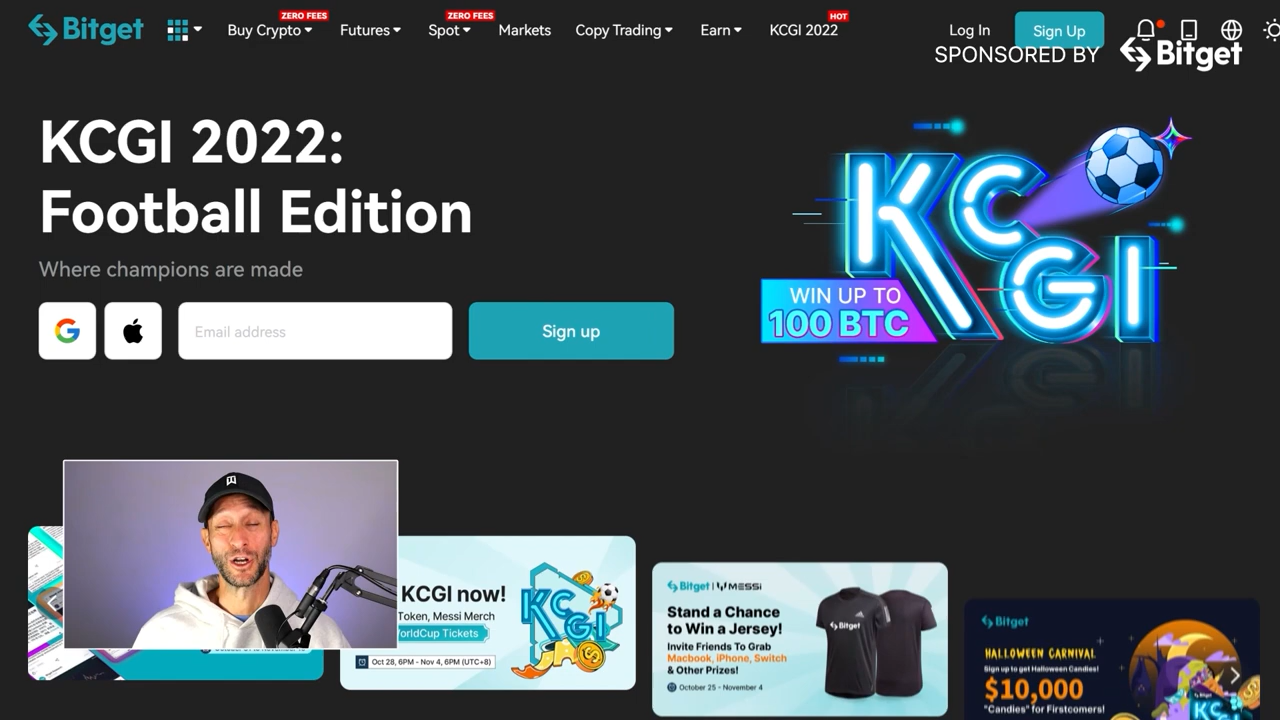 Bitget
Buy Crypto
ZERO FEES
Futures
Spot
ZERO FEES
Markets
Copy Trading
Earn
KCGI 2022
HOT
Log In
Sign Up
SPONSORED BY
Bitget
KCGI 2022:
Football Edition
Where champions are made
Email address
Sign up
KCGI
WIN UP TO
100 BTC
KCGI now!
Token, Messi Merch
WorldCup Tickets
Oct 28, 6PM - Nov 4, 6PM (UTC+8)
KCGI
Bitget | MESSI
Stand a Chance
to Win a Jersey!
Invite Friends To Grab
Macbook, iPhone, Switch
& Other Prizes!
October 25 - November 4
Bitget
Bitget
HALLOWEEN CARNIVAL
Sign up to get Halloween Candies!
$10,000
"Candies" for Firstcomers!
Bitget
KC